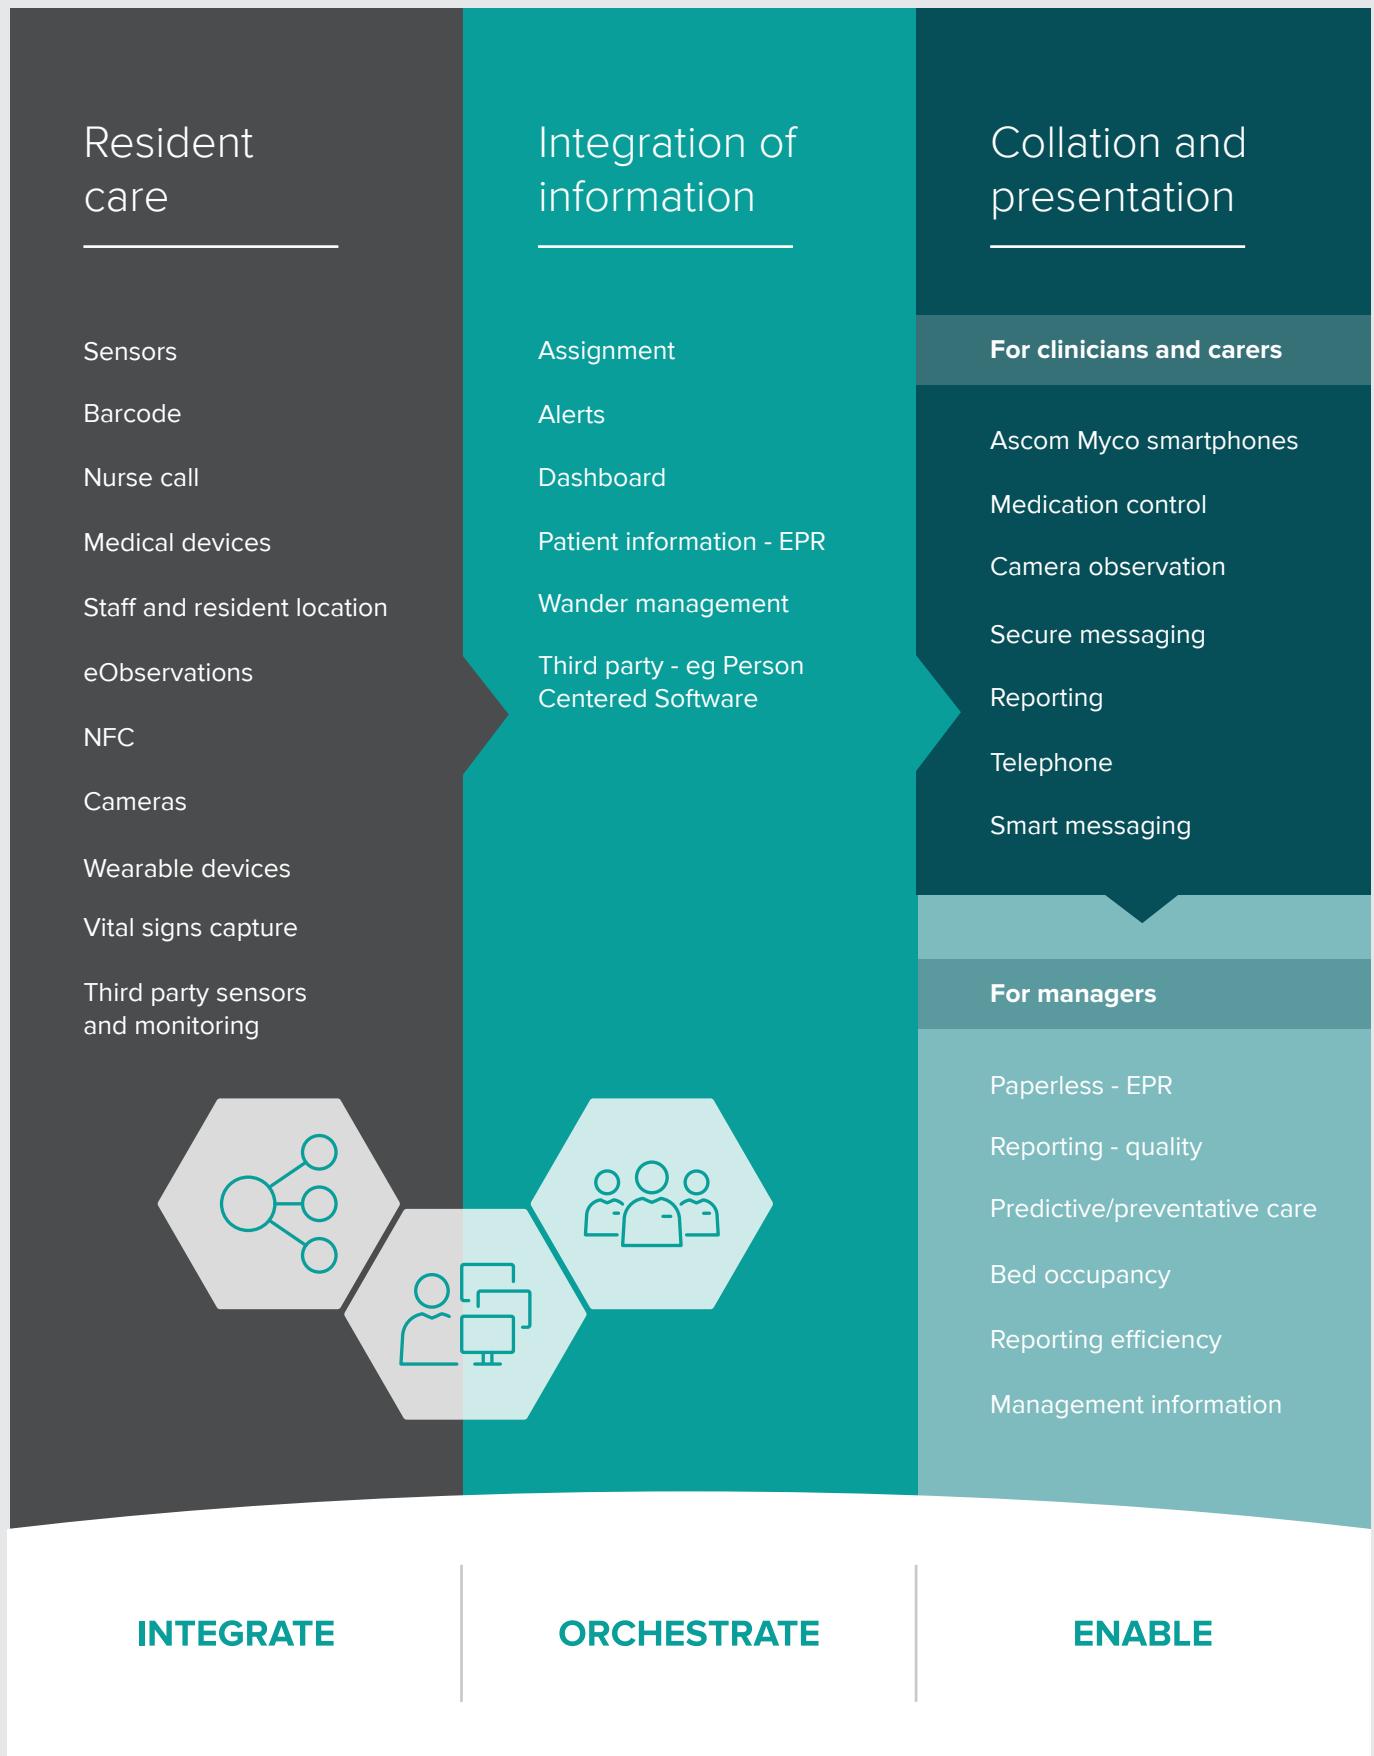 Resident
care
Sensors
Barcode
Nurse call
Medical devices
Staff and resident location
eObservations
NFC
Cameras
Wearable devices
Vital signs capture
Third party sensors
and monitoring
Integration of
information
Assignment
Alerts
Dashboard
Patient information - EPR
Wander management
Third party - eg Person
Centered Software
Collation and
presentation
For clinicians and carers
Ascom Myco smartphones
Medication control
Camera observation
Secure messaging
Reporting
Telephone
Smart messaging
For managers
Paperless - EPR
Reporting - quality
Predictive/preventative care
Bed occupancy
Reporting efficiency
Management information
INTEGRATE
ORCHESTRATE
ENABLE